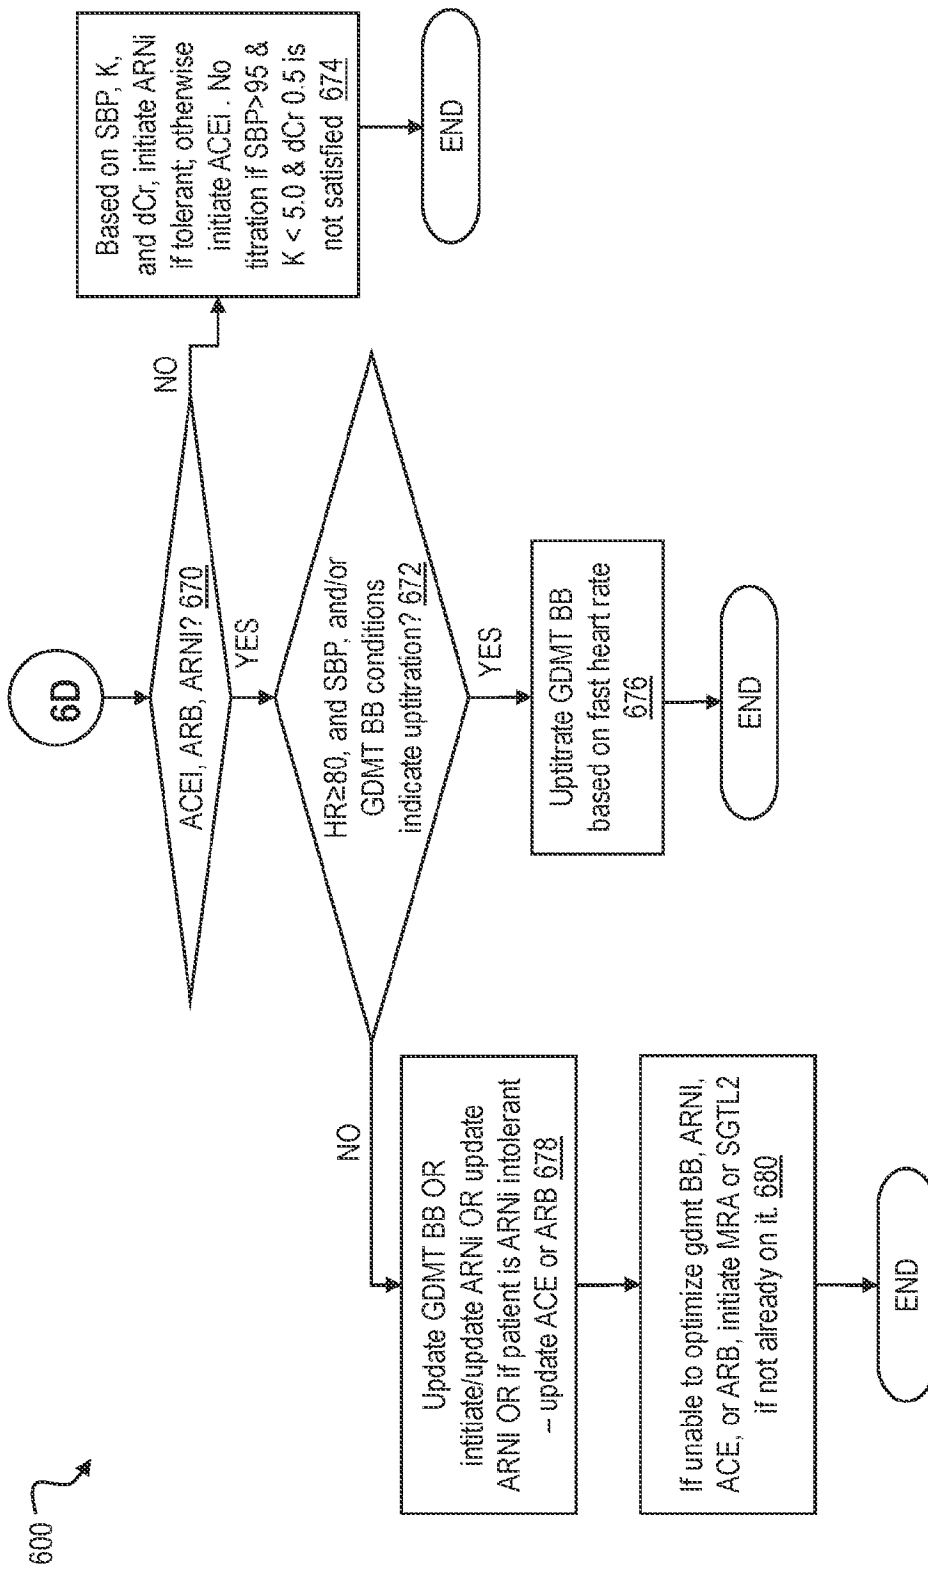 600
6D
ACEi, ARB, ARNI? 670
NO
YES
Based on SBP, K,
and dCr, initiate ARNi
if tolerant; otherwise
initiate ACEi . No
titration if SBP>95 &
K < 5.0 & dCr 0.5 is
not satisfied 674
END
HR≥80, and SBP, and/or
GDMT BB conditions
indicate uptitration? 672
NO
YES
Uptitrate GDMT BB
based on fast heart rate
676
END
Update GDMT BB OR
intitiate/update ARNi OR update
ARNI OR if patient is ARNi intolerant
– update ACE or ARB 678
If unable to optimize gdmt BB, ARNI,
ACE, or ARB, initiate MRA or SGTL2
if not already on it. 680
END